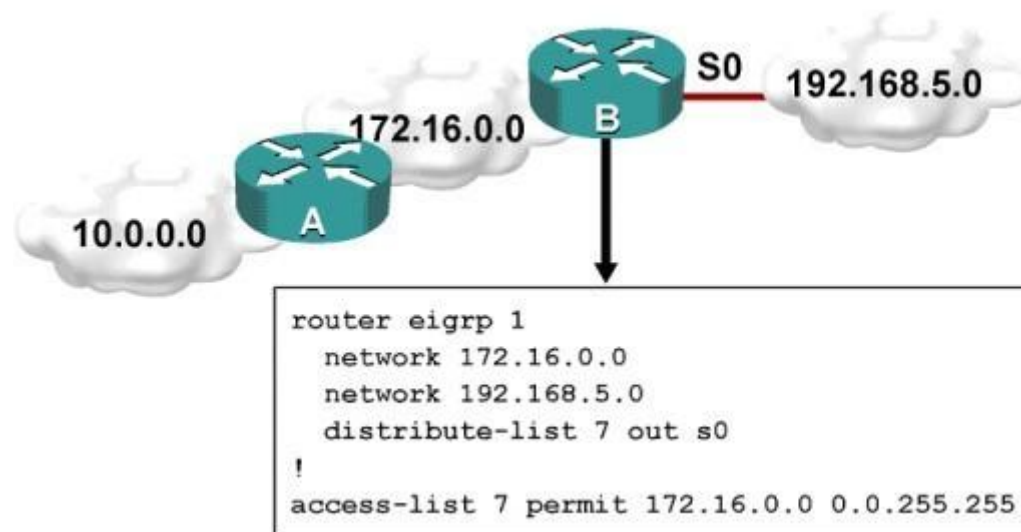 S0
192.168.5.0
B
172.16.0.0
A
10.0.0.0
router eigrp 1
network 172.16.0.0
network 192.168.5.0
distribute-list 7 out s0
!
access-list 7 permit 172.16.0.0 0.0.255.255